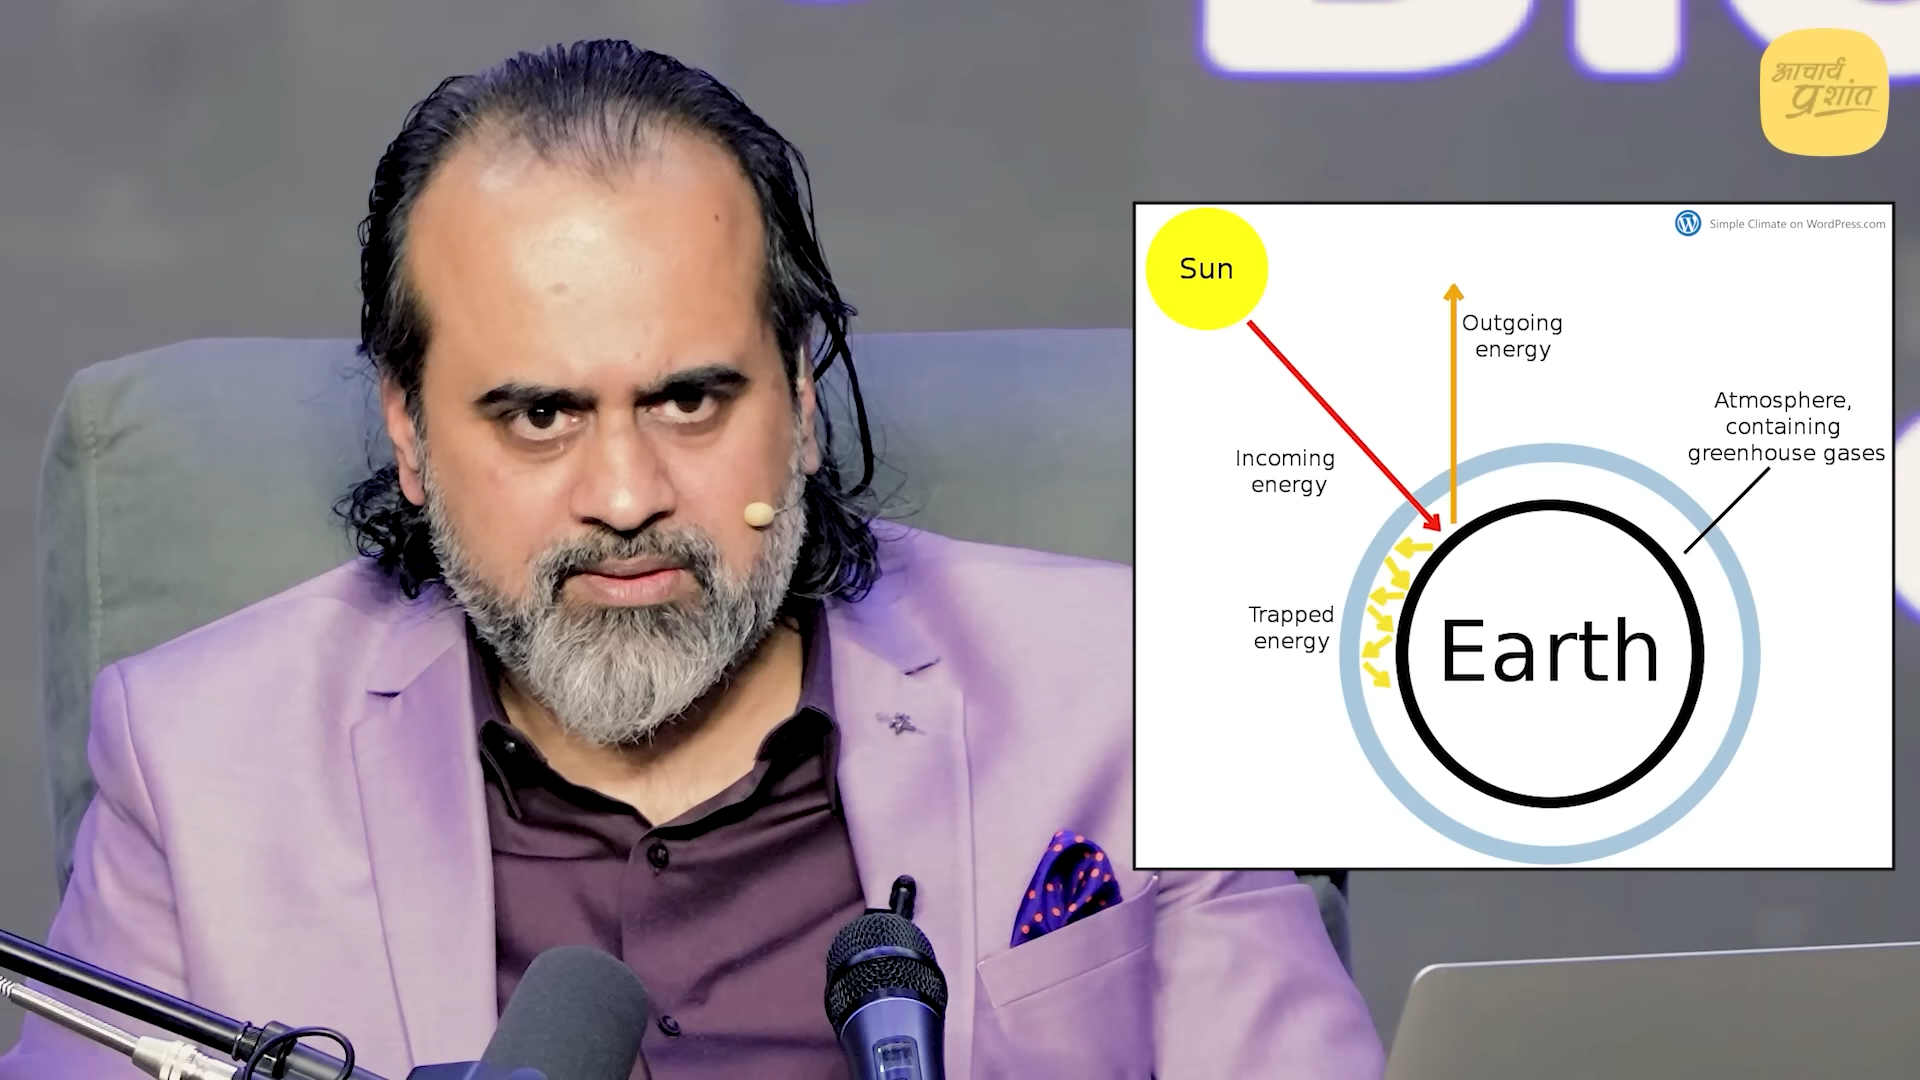 आचार्य
प्रशांत
Simple Climate on WordPress.com
Sun
Outgoing
energy
Atmosphere,
containing
greenhouse gases
Incoming
energy
Trapped
energy
Earth